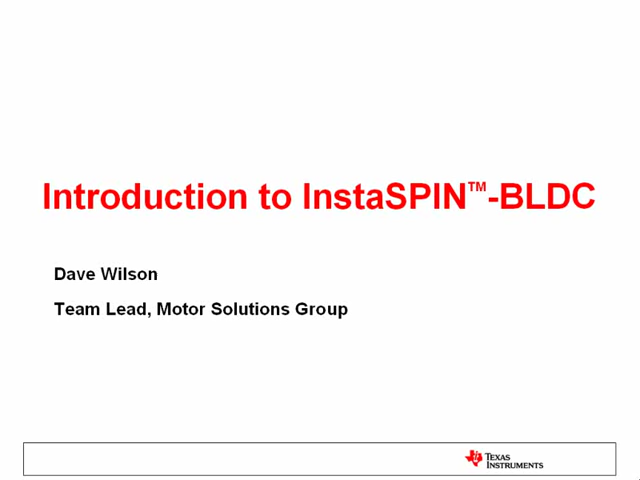 Introduction to InstaSPIN™-BLDC
Dave Wilson
Team Lead, Motor Solutions Group
TEXAS
INSTRUMENTS